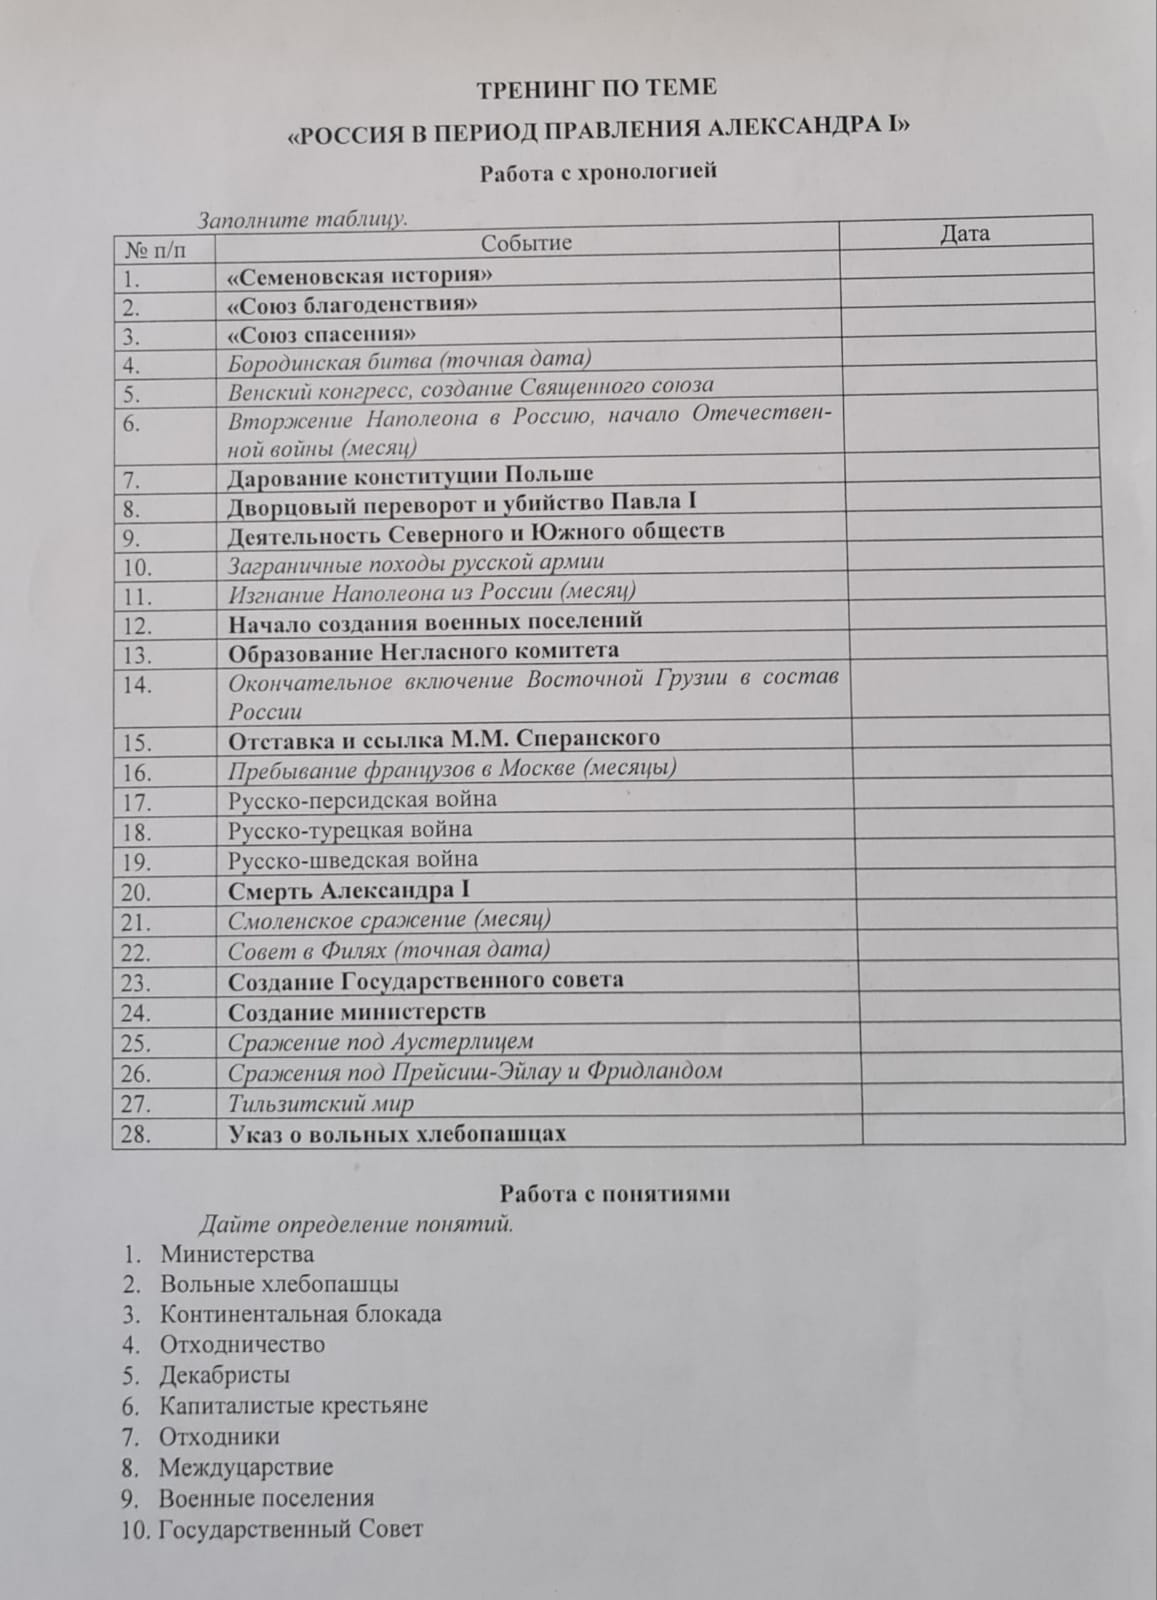 ТРЕНИНГ ПО ТЕМЕ
«РОССИЯ В ПЕРИОД ПРАВЛЕНИЯ АЛЕКСАНДРА I»
Работа с хронологией
Заполните таблицу.
№ п/п Событие Дата
1. «Семеновская история»
2. «Союз благоденствия»
3. «Союз спасения»
4. Бородинская битва (точная дата)
5. Венский конгресс, создание Священного союза
6. Вторжение Наполеона в Россию, начало Отечествен-
ной войны (месяц)
7. Дарование конституции Польше
8. Дворцовый переворот и убийство Павла I
9. Деятельность Северного и Южного обществ
10. Заграничные походы русской армии
11. Изгнание Наполеона из России (месяц)
12. Начало создания военных поселений
13. Образование Негласного комитета
14. Окончательное включение Восточной Грузии в состав
России
15. Отставка и ссылка М.М. Сперанского
16. Пребывание французов в Москве (месяцы)
17. Русско-персидская война
18. Русско-турецкая война
19. Русско-шведская война
20. Смерть Александра I
21. Смоленское сражение (месяц)
22. Совет в Филях (точная дата)
23. Создание Государственного совета
24. Создание министерств
25. Сражение под Аустерлицем
26. Сражения под Прейсиш-Эйлау и Фридландом
27. Тильзитский мир
28. Указ о вольных хлебопашцах
Работа с понятиями
Дайте определение понятий.
1. Министерства
2. Вольные хлебопашцы
3. Континентальная блокада
4. Отходничество
5. Декабристы
6. Капиталистые крестьяне
7. Отходники
8. Междуцарствие
9. Военные поселения
10. Государственный Совет